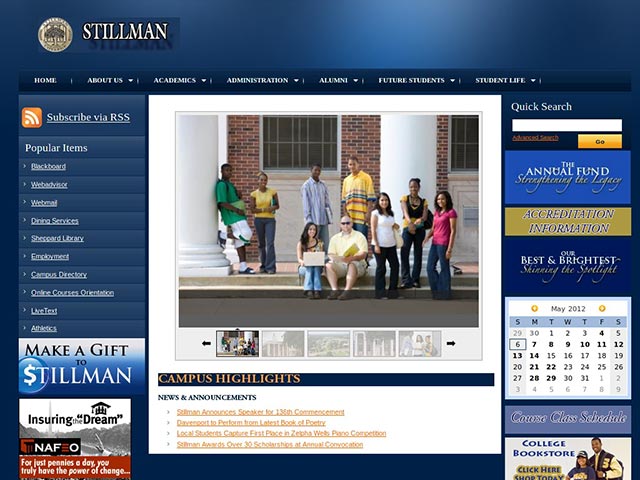 STILLMAN
HOME
ABOUT US
ACADEMICS
ADMINISTRATION
ALUMNI
FUTURE STUDENTS
STUDENT LIFE
Subscribe via RSS
Popular Items
Blackboard
Webadvisor
Webmail
Dining Services
Sheppard Library
Employment
Campus Directory
Online Courses Orientation
LiveText
Athletics
MAKE A GIFT
TO
$TILLMAN
Insuring the "Dream"
NAFEO
For just pennies a day, you
truly have the power of change...
CAMPUS HIGHLIGHTS
NEWS & ANNOUNCEMENTS
Stillman Announces Speaker for 136th Commencement
Davenport to Perform from Latest Book of Poetry
Local Students Capture First Place in Zelpha Wells Piano Competition
Stillman Awards Over 30 Scholarships at Annual Convocation
Quick Search
Advanced Search
Go
THE
ANNUAL FUND
Strengthening the Legacy
ACCREDITATION
INFORMATION
OUR
BEST & BRIGHTEST
Shinning the Spotlight
May 2012
S M T W T F S
29 30 1 2 3 4 5
6 7 8 9 10 11 12
13 14 15 16 17 18 19
20 21 22 23 24 25 26
27 28 29 30 31 1 2
3 4 5 6 7 8 9
Course Class Schedule
COLLEGE
BOOKSTORE
CLICK HERE
SHOP TODAY